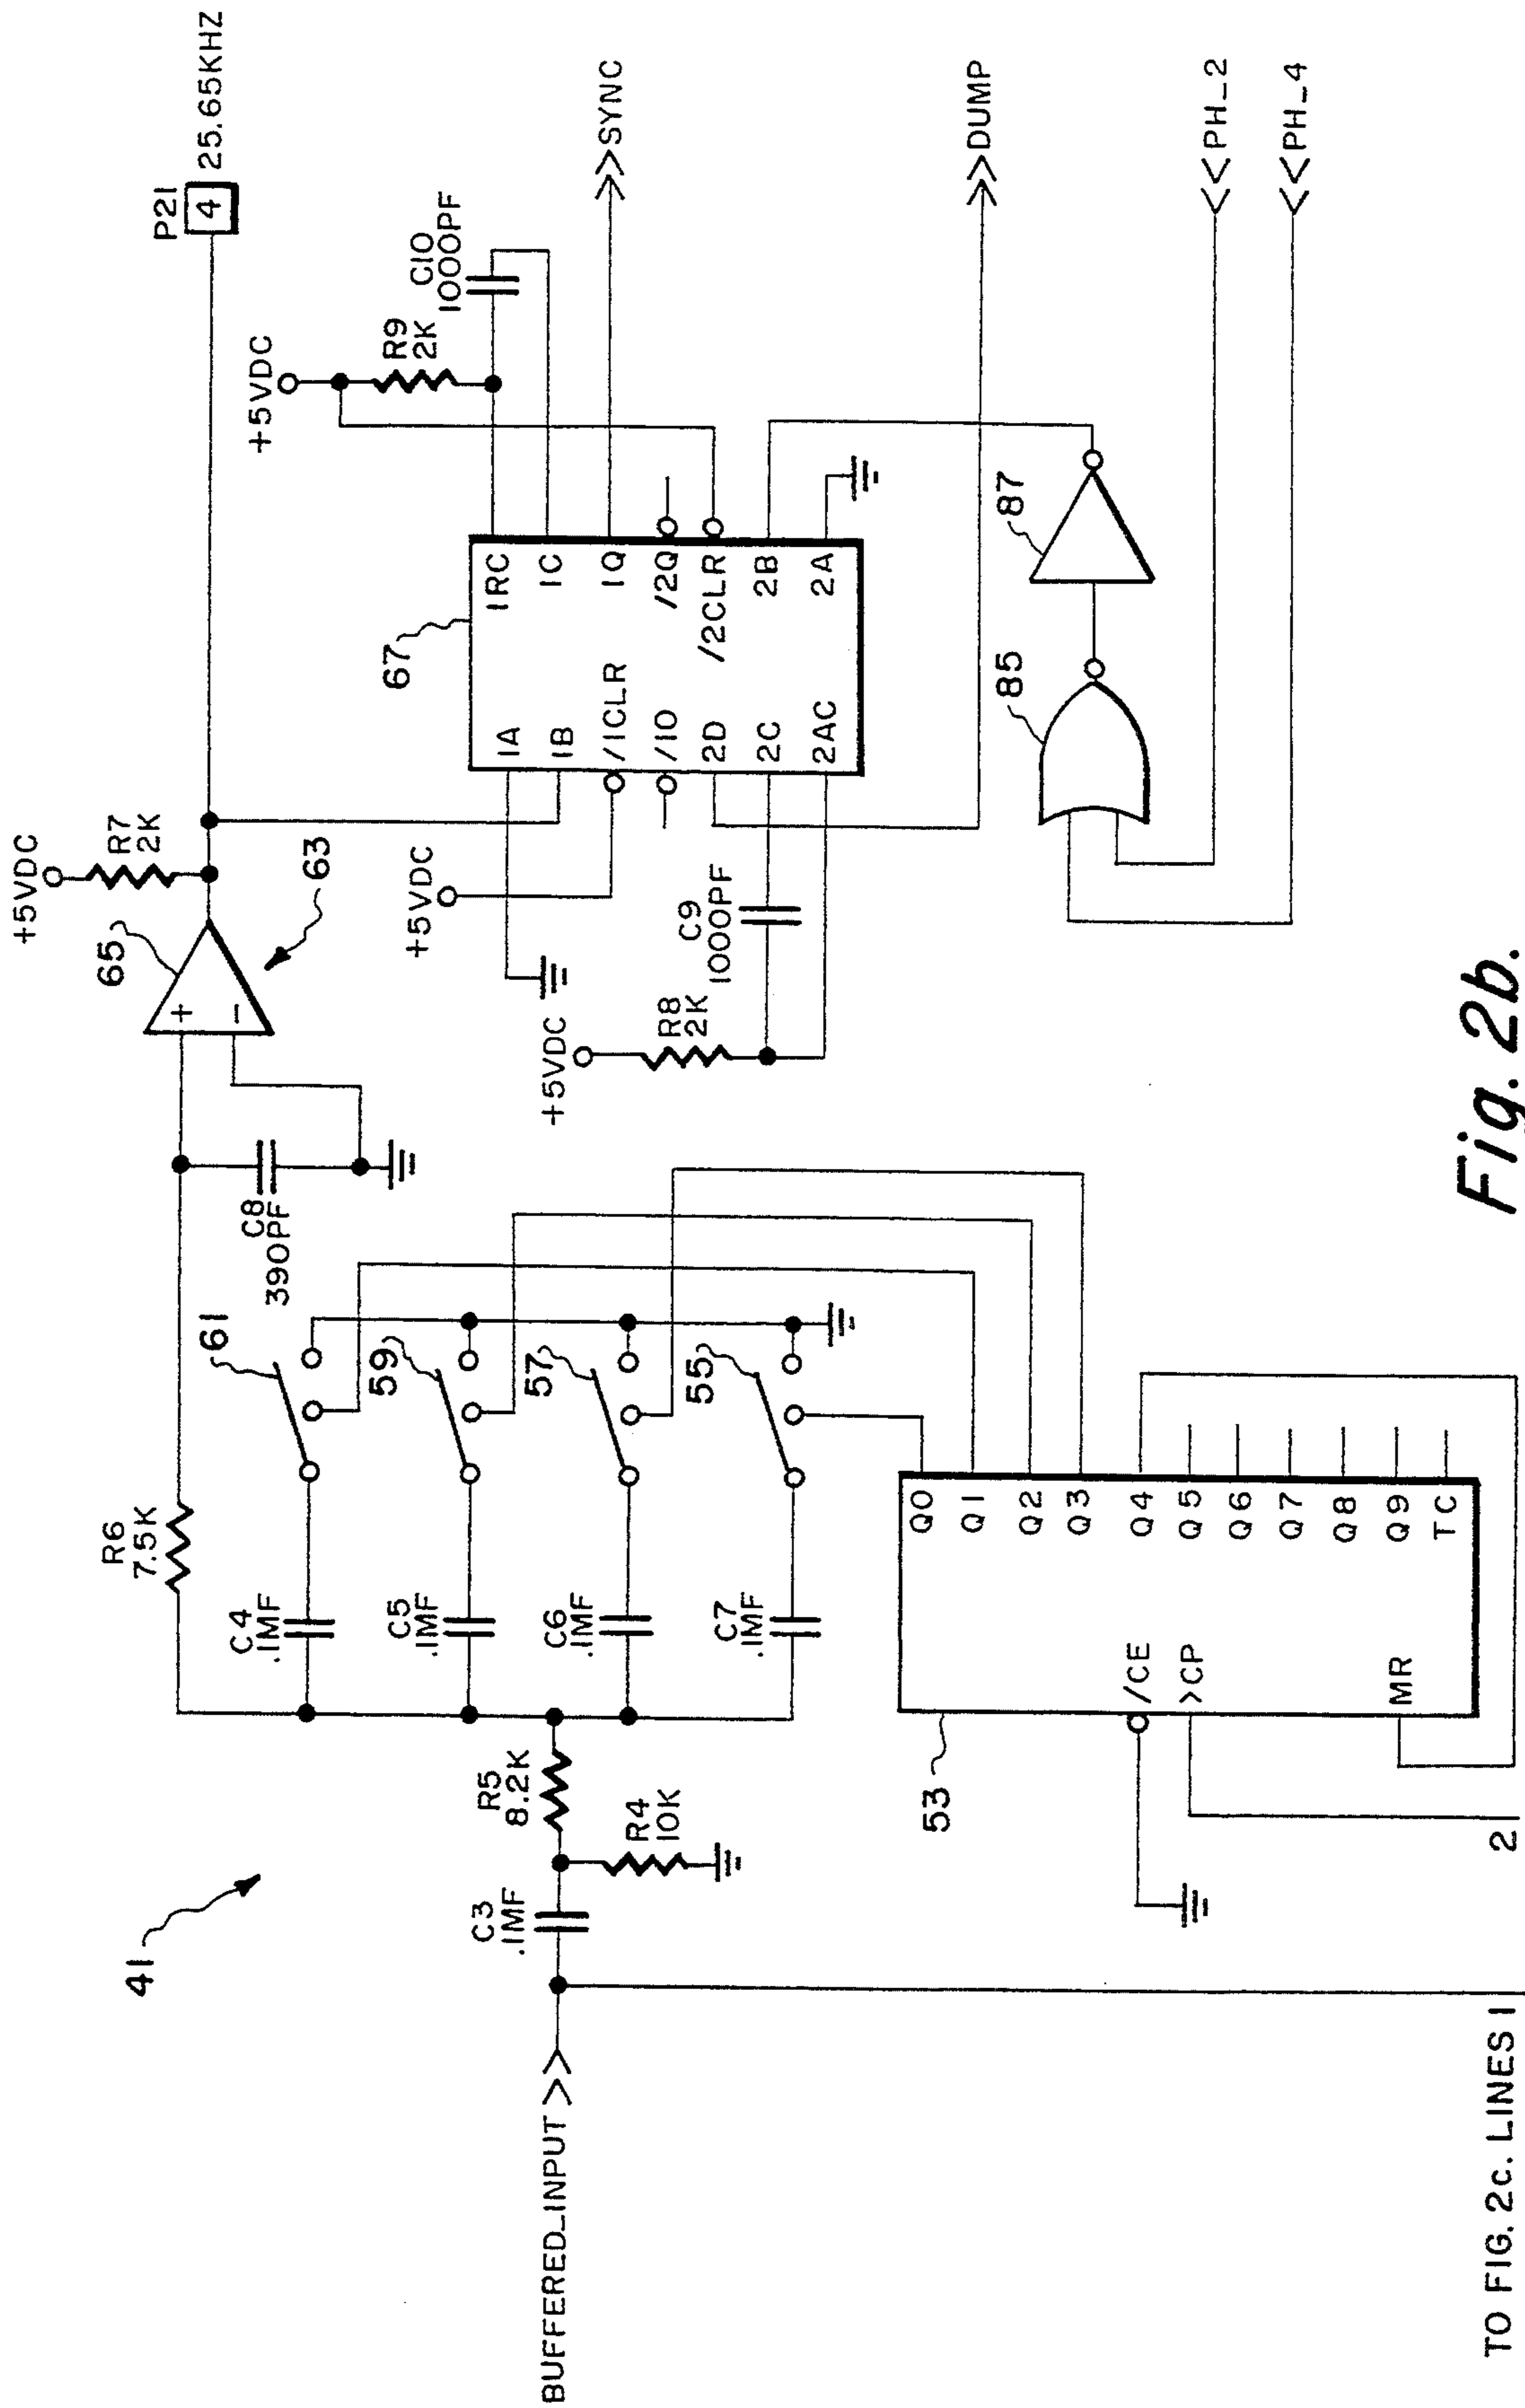 41
BUFFERED_INPUT >>
C3
.1MF
R4
10K
R5
8.2K
R6
7.5K
C4
.1MF
C5
.1MF
C6
.1MF
C7
.1MF
61
59
57
55
C8
390PF
+
-
65
63
+5VDC
R7
2K
P21
4
25.65KHZ
+5VDC
+5VDC
R9
2K
C10
1000PF
67
1A
1B
/1CLR
/1O
2D
2C
2AC
1RC
1C
1Q
/2Q
/2CLR
2B
2A
>>SYNC
+5VDC
R8
2K
C9
1000PF
>>DUMP
85
87
<<PH_2
<<PH_4
53
/CE
>CP
MR
Q0
Q1
Q2
Q3
Q4
Q5
Q6
Q7
Q8
Q9
TC
TO FIG. 2c. LINES 1
2
Fig. 2b.